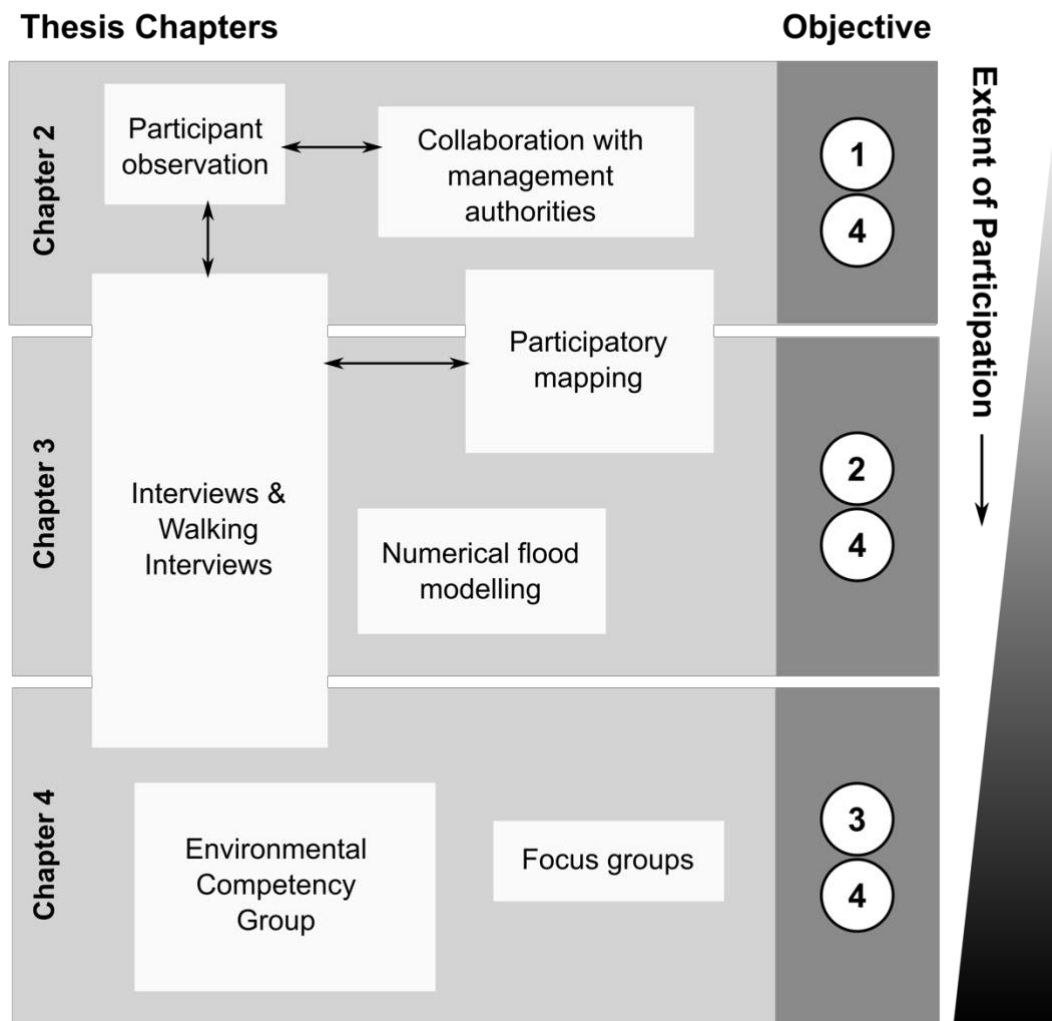 Thesis Chapters
Objective
Chapter 2
Participant
observation
Collaboration with
management
authorities
1
4
Extent of Participation
Chapter 3
Interviews &
Walking
Interviews
Participatory
mapping
Numerical flood
modelling
2
4
Chapter 4
Environmental
Competency
Group
Focus groups
3
4